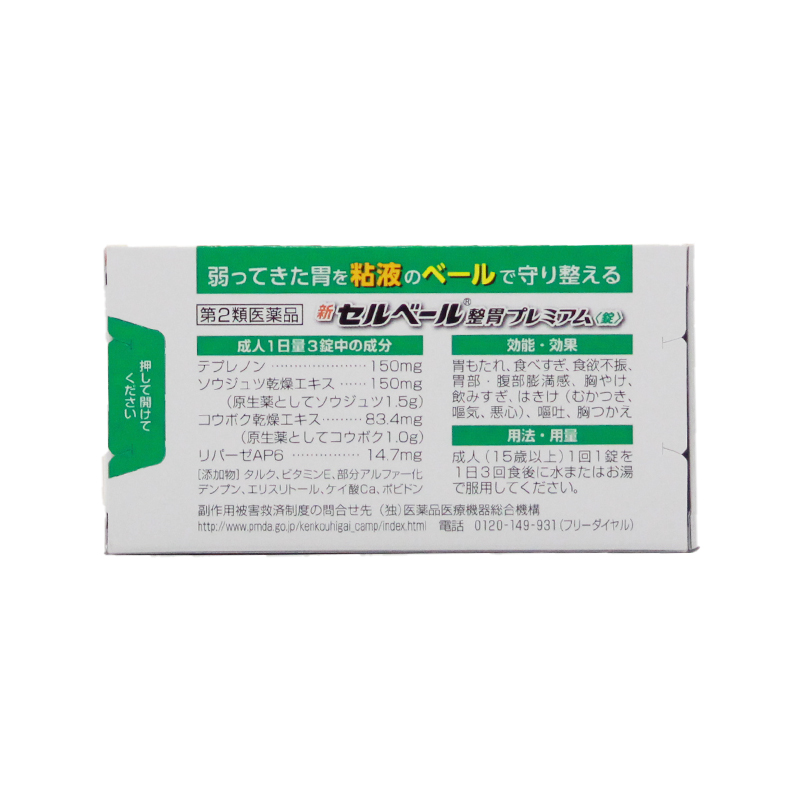 弱ってきた胃を粘液のベールで守り整える
第2類医薬品 新セルベール®整胃プレミアム〈錠〉
押して開けて
ください
成人1日量3錠中の成分
テプレノン ………………… 150mg
ソウジュツ乾燥エキス …… 150mg
(原生薬としてソウジュツ1.5g)
コウボク乾燥エキス……… 83.4mg
(原生薬としてコウボク1.0g)
リパーゼAP6 …………… 14.7mg
[添加物] タルク、ビタミンE、部分アルファー化
デンプン、エリスリトール、ケイ酸Ca、ポビドン
効能・効果
胃もたれ、食べすぎ、食欲不振、
胃部・腹部膨満感、胸やけ、
飲みすぎ、はきけ(むかつき、
嘔気、悪心)、嘔吐、胸つかえ
用法・用量
成人(15歳以上)1回1錠を
1日3回食後に水またはお湯
で服用してください。
副作用被害救済制度の問合せ先 (独)医薬品医療機器総合機構
http://www.pmda.go.jp/kenkouhigai_camp/index.html 電話 0120-149-931(フリーダイヤル)